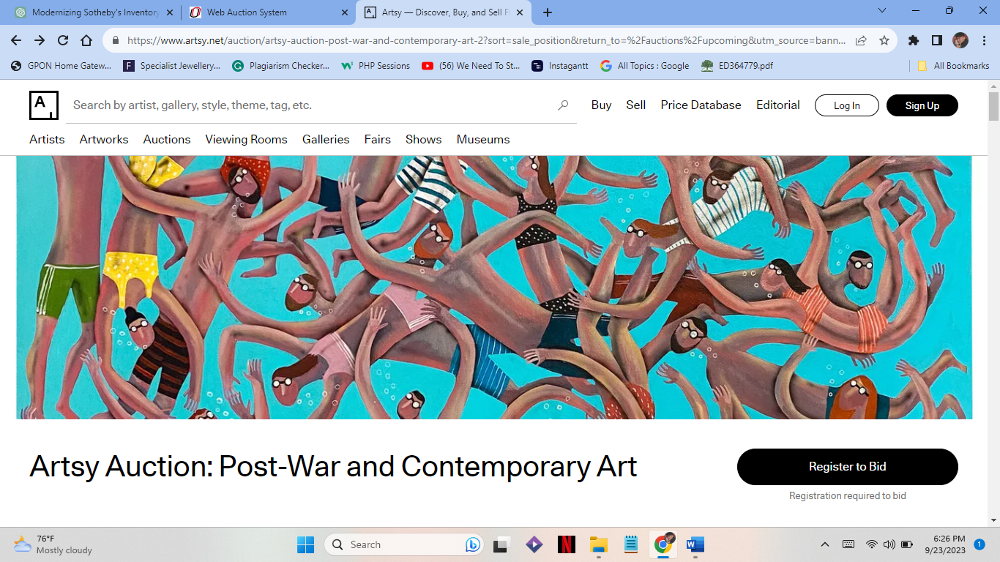 Modernizing Sotheby's Inventory
Web Auction System
Artsy — Discover, Buy, and Sell Fi
https://www.artsy.net/auction/artsy-auction-post-war-and-contemporary-art-2?sort=sale_position&return_to=%2Fauctions%2Fupcoming&utm_source=bann...
GPON Home Gatew...
Specialist Jewellery...
Plagiarism Checker...
PHP Sessions
(56) We Need To St...
Instagantt
All Topics : Google
ED364779.pdf
All Bookmarks
A
Search by artist, gallery, style, theme, tag, etc.
Buy
Sell
Price Database
Editorial
Log In
Sign Up
Artists
Artworks
Auctions
Viewing Rooms
Galleries
Fairs
Shows
Museums
Artsy Auction: Post-War and Contemporary Art
Register to Bid
Registration required to bid
76°F
Mostly cloudy
Search
6:26 PM
9/23/2023
1